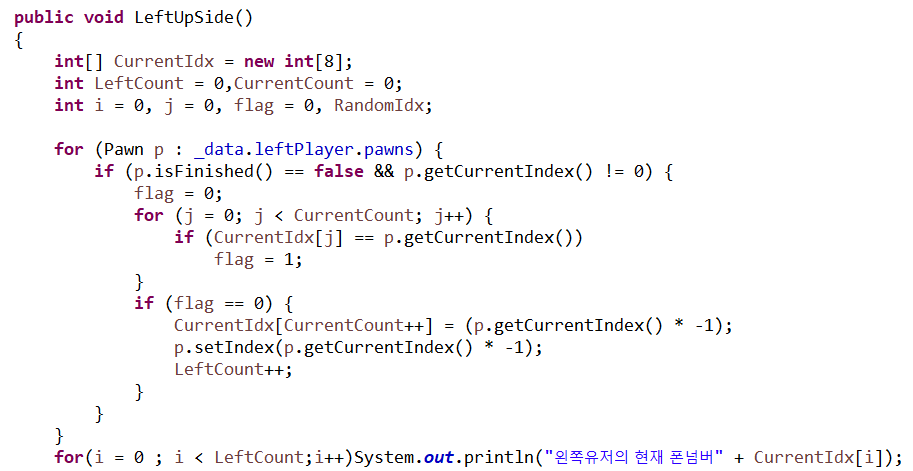 public void LeftUpSide()
{
    int[] CurrentIdx = new int[8];
    int LeftCount = 0,CurrentCount = 0;
    int i = 0, j = 0, flag = 0, RandomIdx;

    for (Pawn p : _data.leftPlayer.pawns) {
        if (p.isFinished() == false && p.getCurrentIndex() != 0) {
            flag = 0;
            for (j = 0; j < CurrentCount; j++) {
                if (CurrentIdx[j] == p.getCurrentIndex())
                    flag = 1;
            }
            if (flag == 0) {
                CurrentIdx[CurrentCount++] = (p.getCurrentIndex() * -1);
                p.setIndex(p.getCurrentIndex() * -1);
                LeftCount++;
            }
        }
    }
    for(i = 0 ; i < LeftCount;i++)System.out.println("왼쪽유저의 현재 폰넘버" + CurrentIdx[i]);